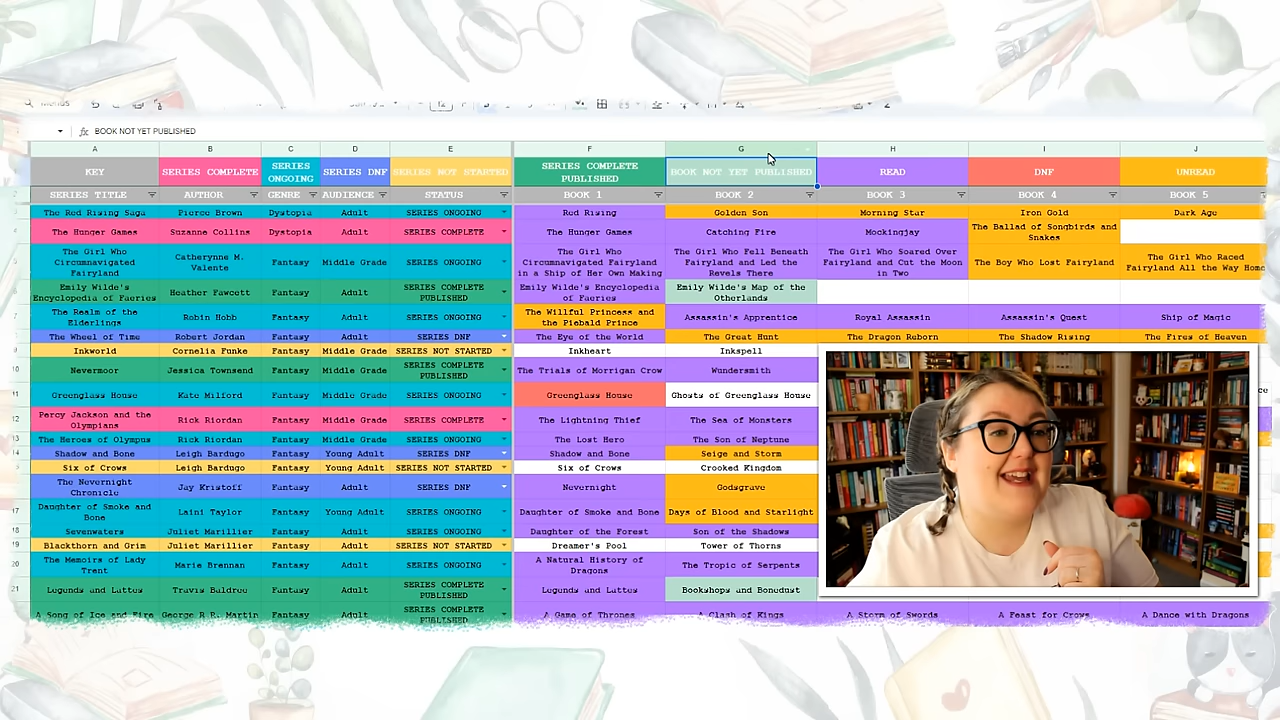 BOOK NOT YET PUBLISHED
A B C D E F G H I J
KEY SERIES COMPLETE SERIES ONGOING SERIES DNF SERIES NOT STARTED SERIES COMPLETE PUBLISHED BOOK NOT YET PUBLISHED READ DNF UNREAD
SERIES TITLE AUTHOR GENRE AUDIENCE STATUS BOOK 1 BOOK 2 BOOK 3 BOOK 4 BOOK 5
The Red Rising Saga Pierce Brown Dystopia Adult SERIES ONGOING Red Rising Golden Son Morning Star Iron Gold Dark Age
The Hunger Games Suzanne Collins Dystopia Adult SERIES COMPLETE The Hunger Games Catching Fire Mockingjay The Ballad of Songbirds and Snakes
The Girl Who Circumnavigated Fairyland Catherynne M. Valente Fantasy Middle Grade SERIES ONGOING The Girl Who Circumnavigated Fairyland in a Ship of Her Own Making The Girl Who Fell Beneath Fairyland and Led the Revels There The Girl Who Soared Over Fairyland and Cut the Moon in Two The Boy Who Lost Fairyland The Girl Who Raced Fairyland All the Way Home
Emily Wilde's Encyclopedia of Faeries Heather Fawcett Fantasy Adult SERIES COMPLETE PUBLISHED Emily Wilde's Encyclopedia of Faeries Emily Wilde's Map of the Otherlands
The Realm of the Elderlings Robin Hobb Fantasy Adult SERIES ONGOING The Willful Princess and the Piebald Prince Assassin's Apprentice Royal Assassin Assassin's Quest Ship of Magic
The Wheel of Time Robert Jordan Fantasy Adult SERIES DNF The Eye of the World The Great Hunt The Dragon Reborn The Shadow Rising The Fires of Heaven
9 Inkworld Cornelia Funke Fantasy Middle Grade SERIES NOT STARTED Inkheart Inkspell
10 Nevermoor Jessica Townsend Fantasy Middle Grade SERIES COMPLETE PUBLISHED The Trials of Morrigan Crow Wundersmith
11 Greenglass House Kate Milford Fantasy Middle Grade SERIES ONGOING Greenglass House Ghosts of Greenglass House
12 Percy Jackson and the Olympians Rick Riordan Fantasy Middle Grade SERIES COMPLETE The Lightning Thief The Sea of Monsters
13 The Heroes of Olympus Rick Riordan Fantasy Middle Grade SERIES ONGOING The Lost Hero The Son of Neptune
14 Shadow and Bone Leigh Bardugo Fantasy Young Adult SERIES DNF Shadow and Bone Seige and Storm
Six of Crows Leigh Bardugo Fantasy Young Adult SERIES NOT STARTED Six of Crows Crooked Kingdom
The Nevernight Chronicle Jay Kristoff Fantasy Adult SERIES DNF Nevernight Godsgrave
17 Daughter of Smoke and Bone Laini Taylor Fantasy Young Adult SERIES ONGOING Daughter of Smoke and Bone Days of Blood and Starlight
18 Sevenwaters Juliet Marillier Fantasy Adult SERIES ONGOING Daughter of the Forest Son of the Shadows
19 Blackthorn and Grim Juliet Marillier Fantasy Adult SERIES NOT STARTED Dreamer's Pool Tower of Thorns
20 The Memoirs of Lady Trent Marie Brennan Fantasy Adult SERIES ONGOING A Natural History of Dragons The Tropic of Serpents
21 Legends and Lattes Travis Baldree Fantasy Adult SERIES COMPLETE PUBLISHED Legends and Lattes Bookshops and Bonedust
A Song of Ice and Fire George R R. Martin Fantasy Adult SERIES COMPLETE PUBLISHED A Game of Thrones A Clash of Kings A Storm of Swords A Feast for Crows A Dance with Dragons